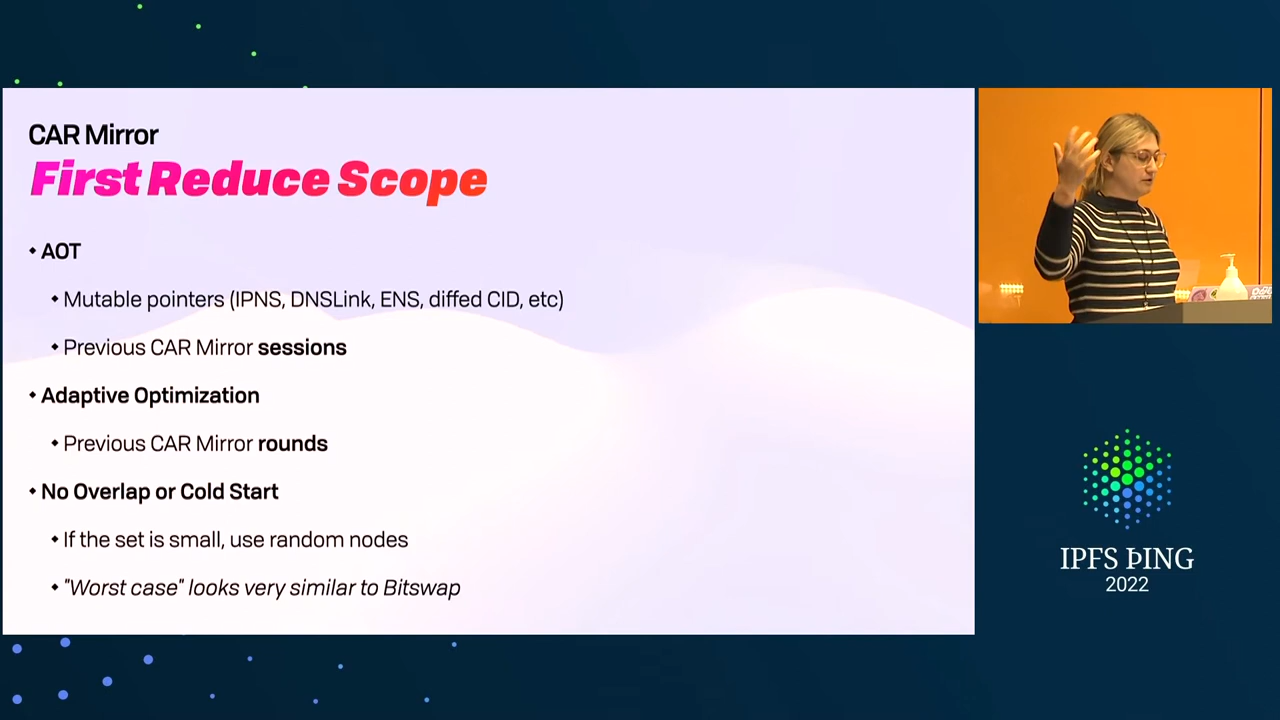 CAR Mirror
First Reduce Scope
AOT
Mutable pointers (IPNS, DNSLink, ENS, diffed CID, etc)
Previous CAR Mirror sessions
Adaptive Optimization
Previous CAR Mirror rounds
No Overlap or Cold Start
If the set is small, use random nodes
"Worst case" looks very similar to Bitswap
IPFS ÞING
2022